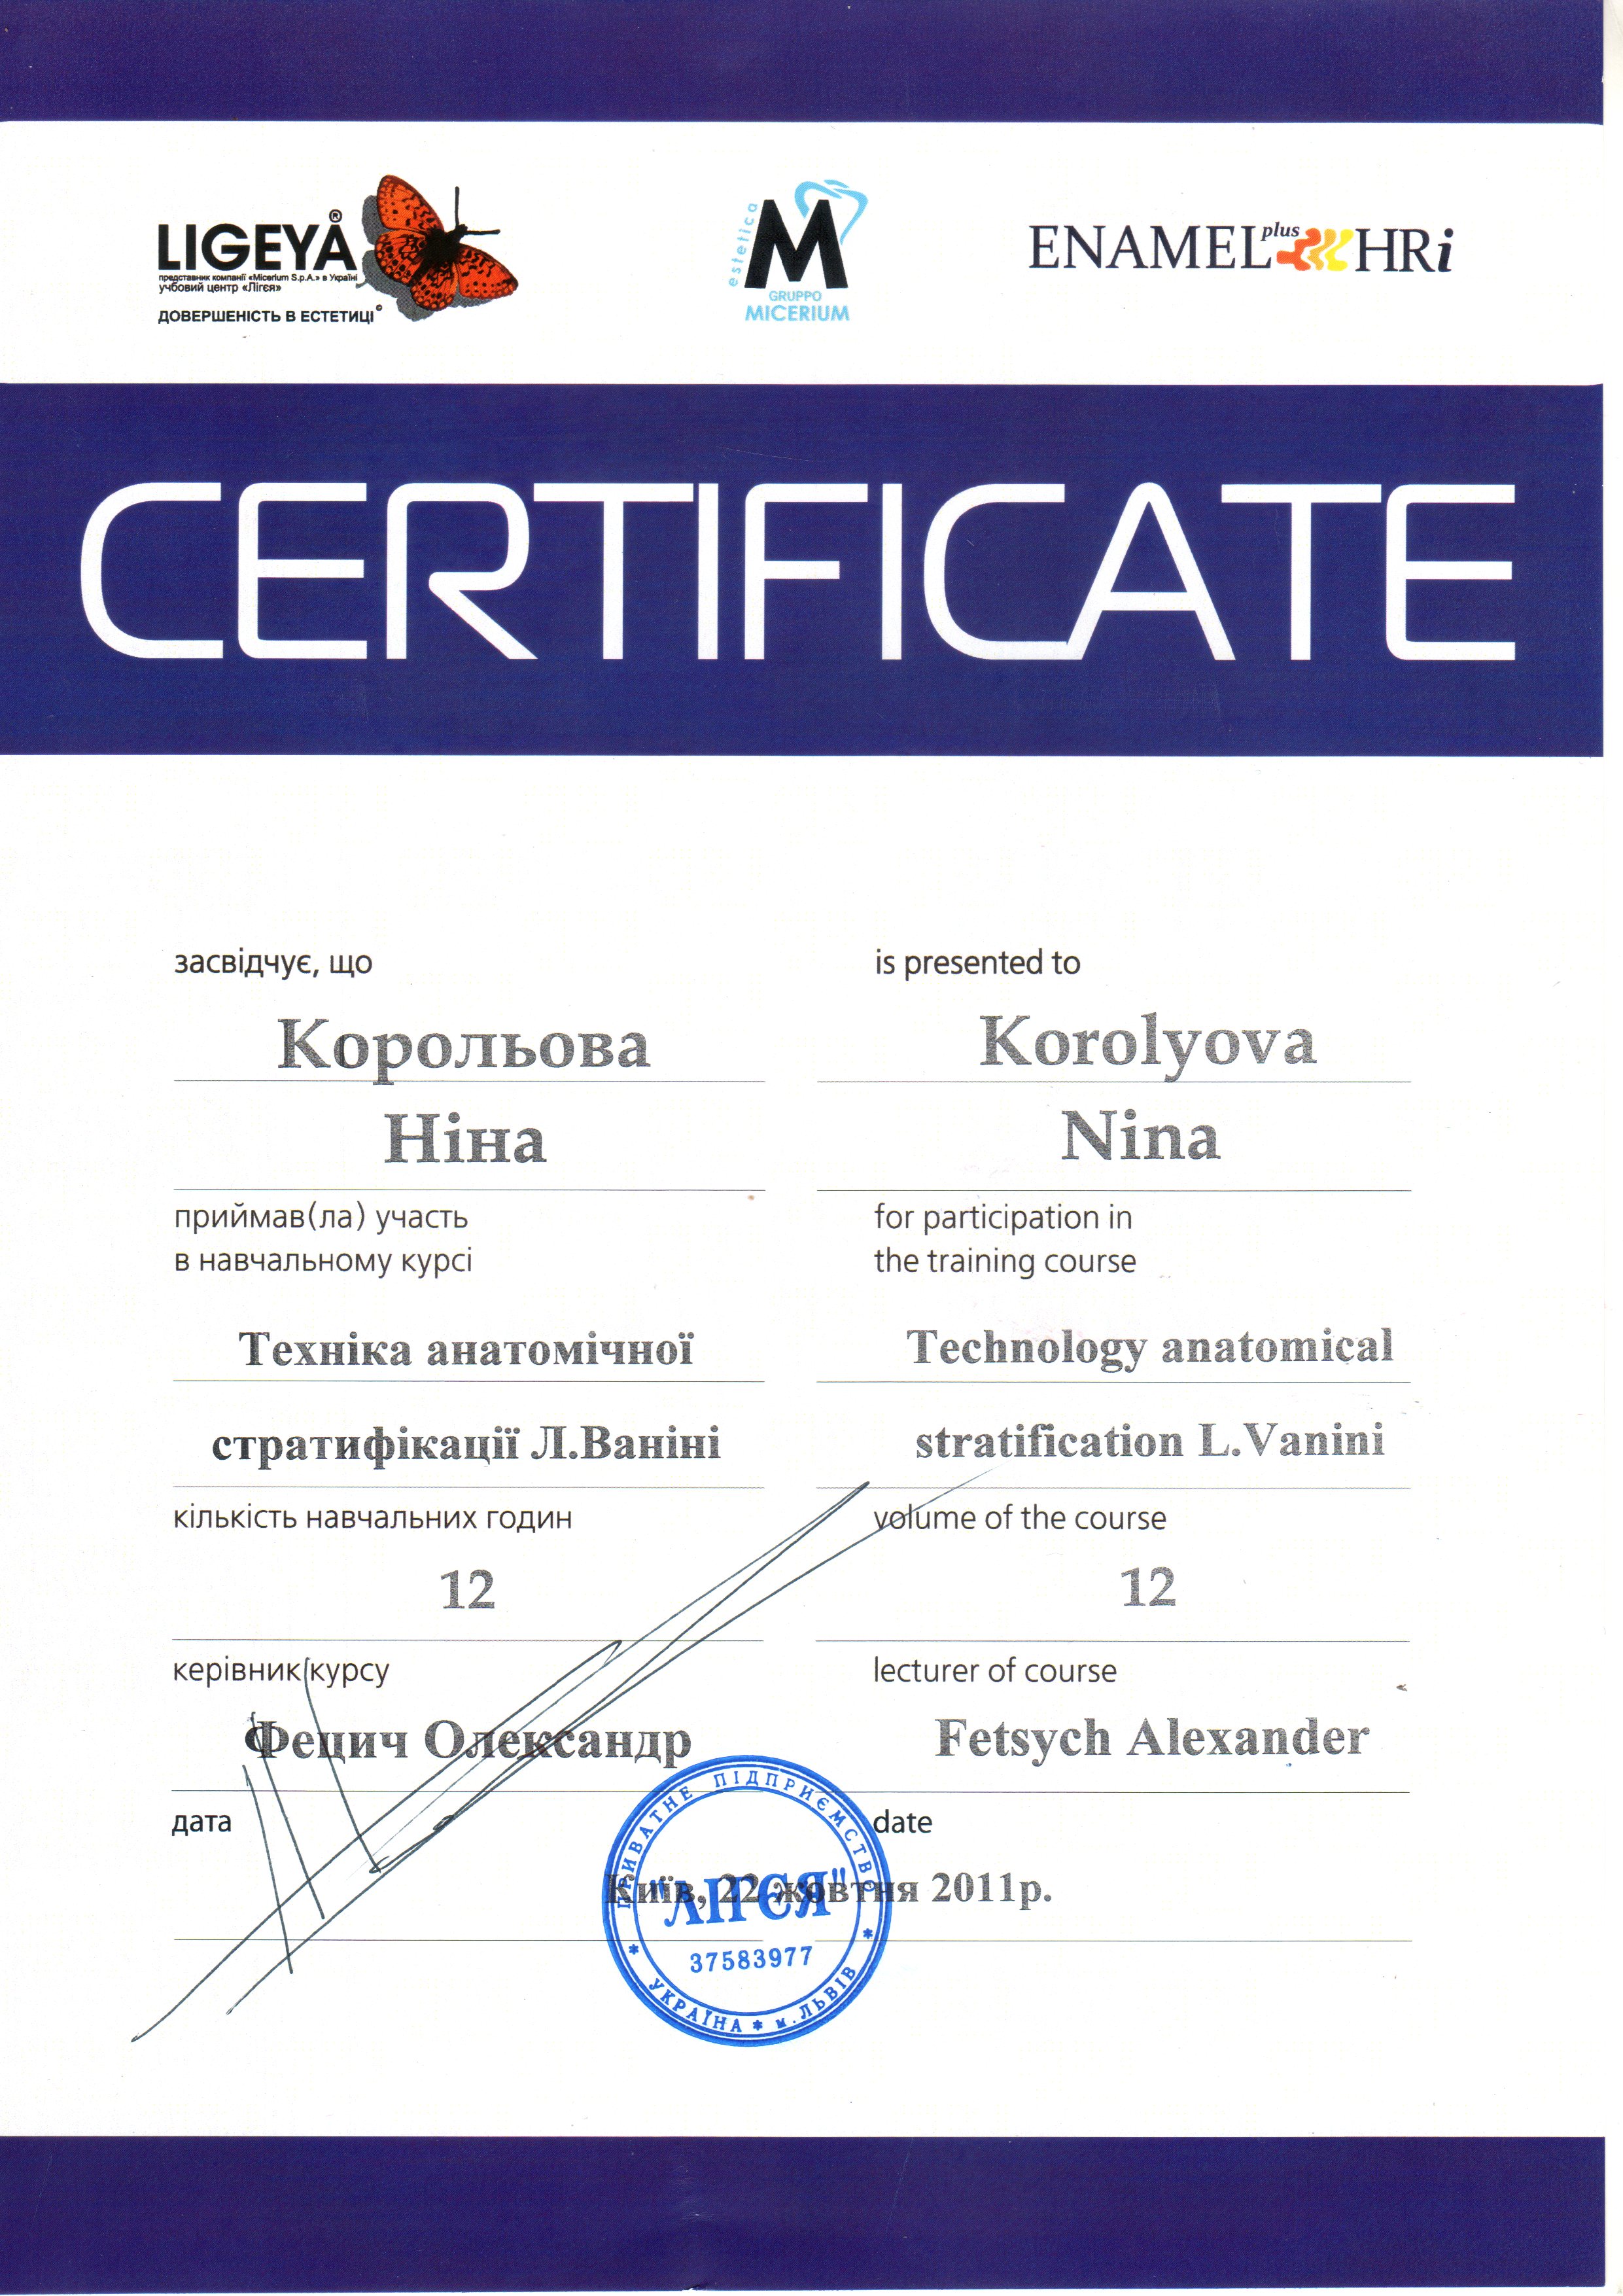 LIGEYA®
представник компанії «Micerium S.p.A.» в Україні
учбовий центр «Лігєя»
ДОВЕРШЕНІСТЬ В ЕСТЕТИЦІ©
estetica
M
GRUPPO
MICERIUM
ENAMEL plus HRi
CERTIFICATE
засвідчує, що
is presented to
Корольова
Korolyova
Ніна
Nina
приймав(ла) участь
for participation in
в навчальному курсі
the training course
Техніка анатомічної
Technology anatomical
стратифікації Л.Ваніні
stratification L.Vanini
кількість навчальних годин
volume of the course
12
12
керівник курсу
lecturer of course
Фецич Олександр
Fetsych Alexander
дата
date
Київ, 22 жовтня 2011р.
ПРИВАТНЕ ПІДПРИЄМСТВО
"ЛІГЄЯ"
37583977
* УКРАЇНА * м.ЛЬВІВ *